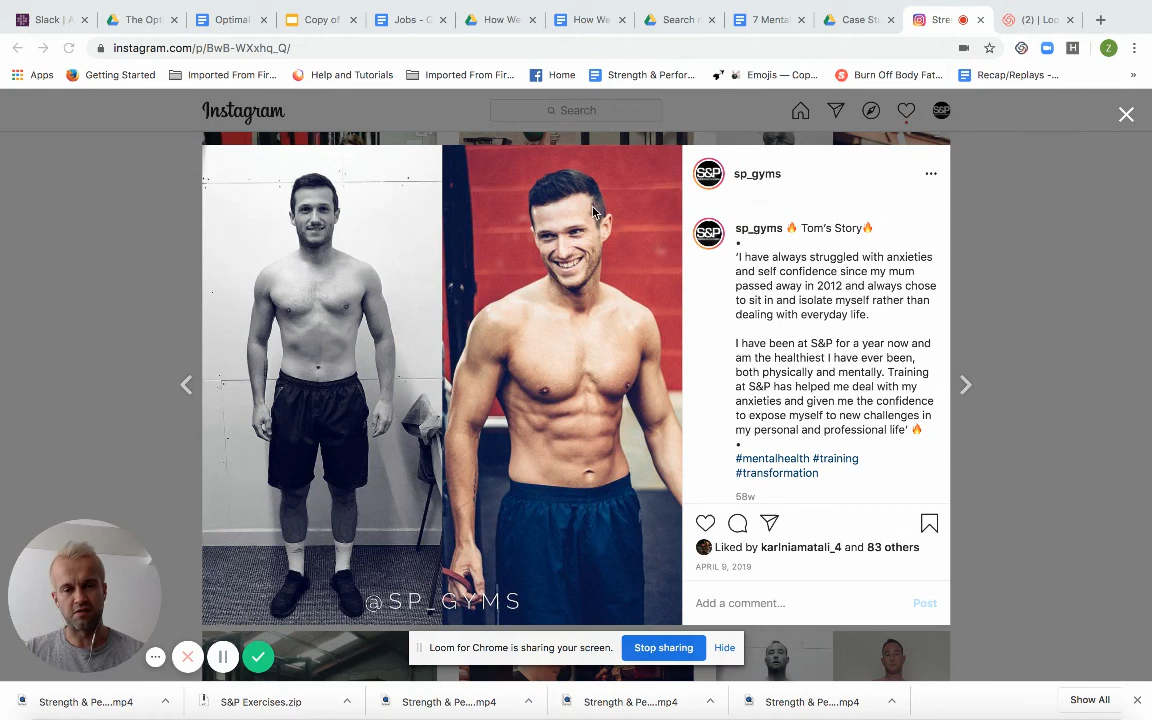 Slack | A
The Opti
Optimal
Copy of
Jobs - G
How We
How We
Search r
7 Mental
Case Stu
Stren
(2) | Loo
instagram.com/p/BwB-WXxhq_Q/
H
Z
Apps
Getting Started
Imported From Fir...
Help and Tutorials
Imported From Fir...
Home
Strength & Perfor...
Emojis — Cop...
Burn Off Body Fat...
Recap/Replays -...
»
Instagram
Search
S&P
S&P
sp_gyms
S&P
sp_gyms 🔥 Tom's Story🔥
•
‘I have always struggled with anxieties
and self confidence since my mum
passed away in 2012 and always chose
to sit in and isolate myself rather than
dealing with everyday life.
I have been at S&P for a year now and
am the healthiest I have ever been,
both physically and mentally. Training
at S&P has helped me deal with my
anxieties and given me the confidence
to expose myself to new challenges in
my personal and professional life’ 🔥
•
#mentalhealth #training
#transformation
58w
Liked by karlniamatali_4 and 83 others
APRIL 9, 2019
Add a comment... Post
@SP_GYMS
Loom for Chrome is sharing your screen. Stop sharing Hide
Strength & Pe....mp4
S&P Exercises.zip
Strength & Pe....mp4
Strength & Pe....mp4
Strength & Pe....mp4
Show All